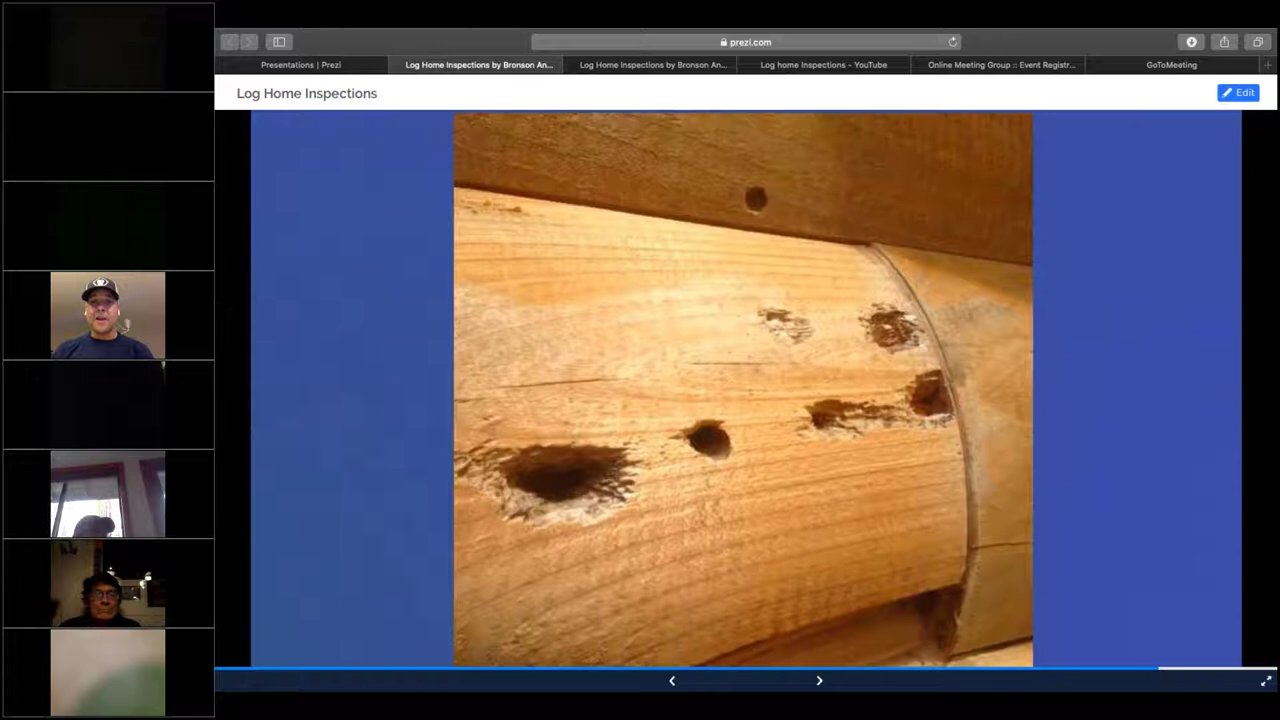 prezi.com
Presentations | Prezi
Log Home Inspections by Bronson An...
Log Home Inspections by Bronson An...
Log home Inspections - YouTube
Online Meeting Group :: Event Registr...
GoToMeeting
Log Home Inspections
Edit